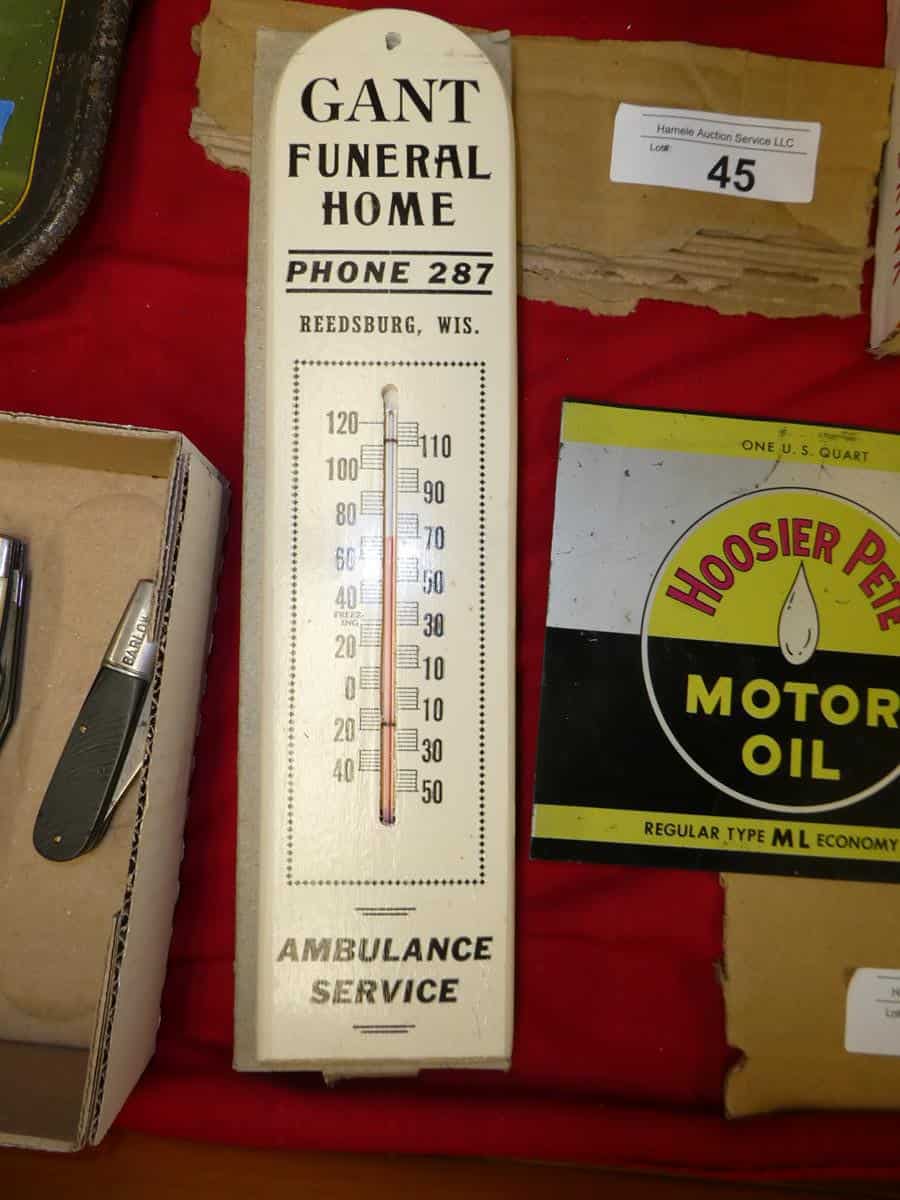 GANT
FUNERAL
HOME
PHONE 287
REEDSBURG, WIS.
120
110
100
90
80
70
60
50
40
FREEZ-
ING
30
20
10
0
10
20
30
40
50
AMBULANCE
SERVICE
Hamele Auction Service LLC
Lot#:
45
BARLOW
ONE U. S. QUART
HOOSIER PETE
MOTOR
OIL
REGULAR TYPE ML ECONOMY